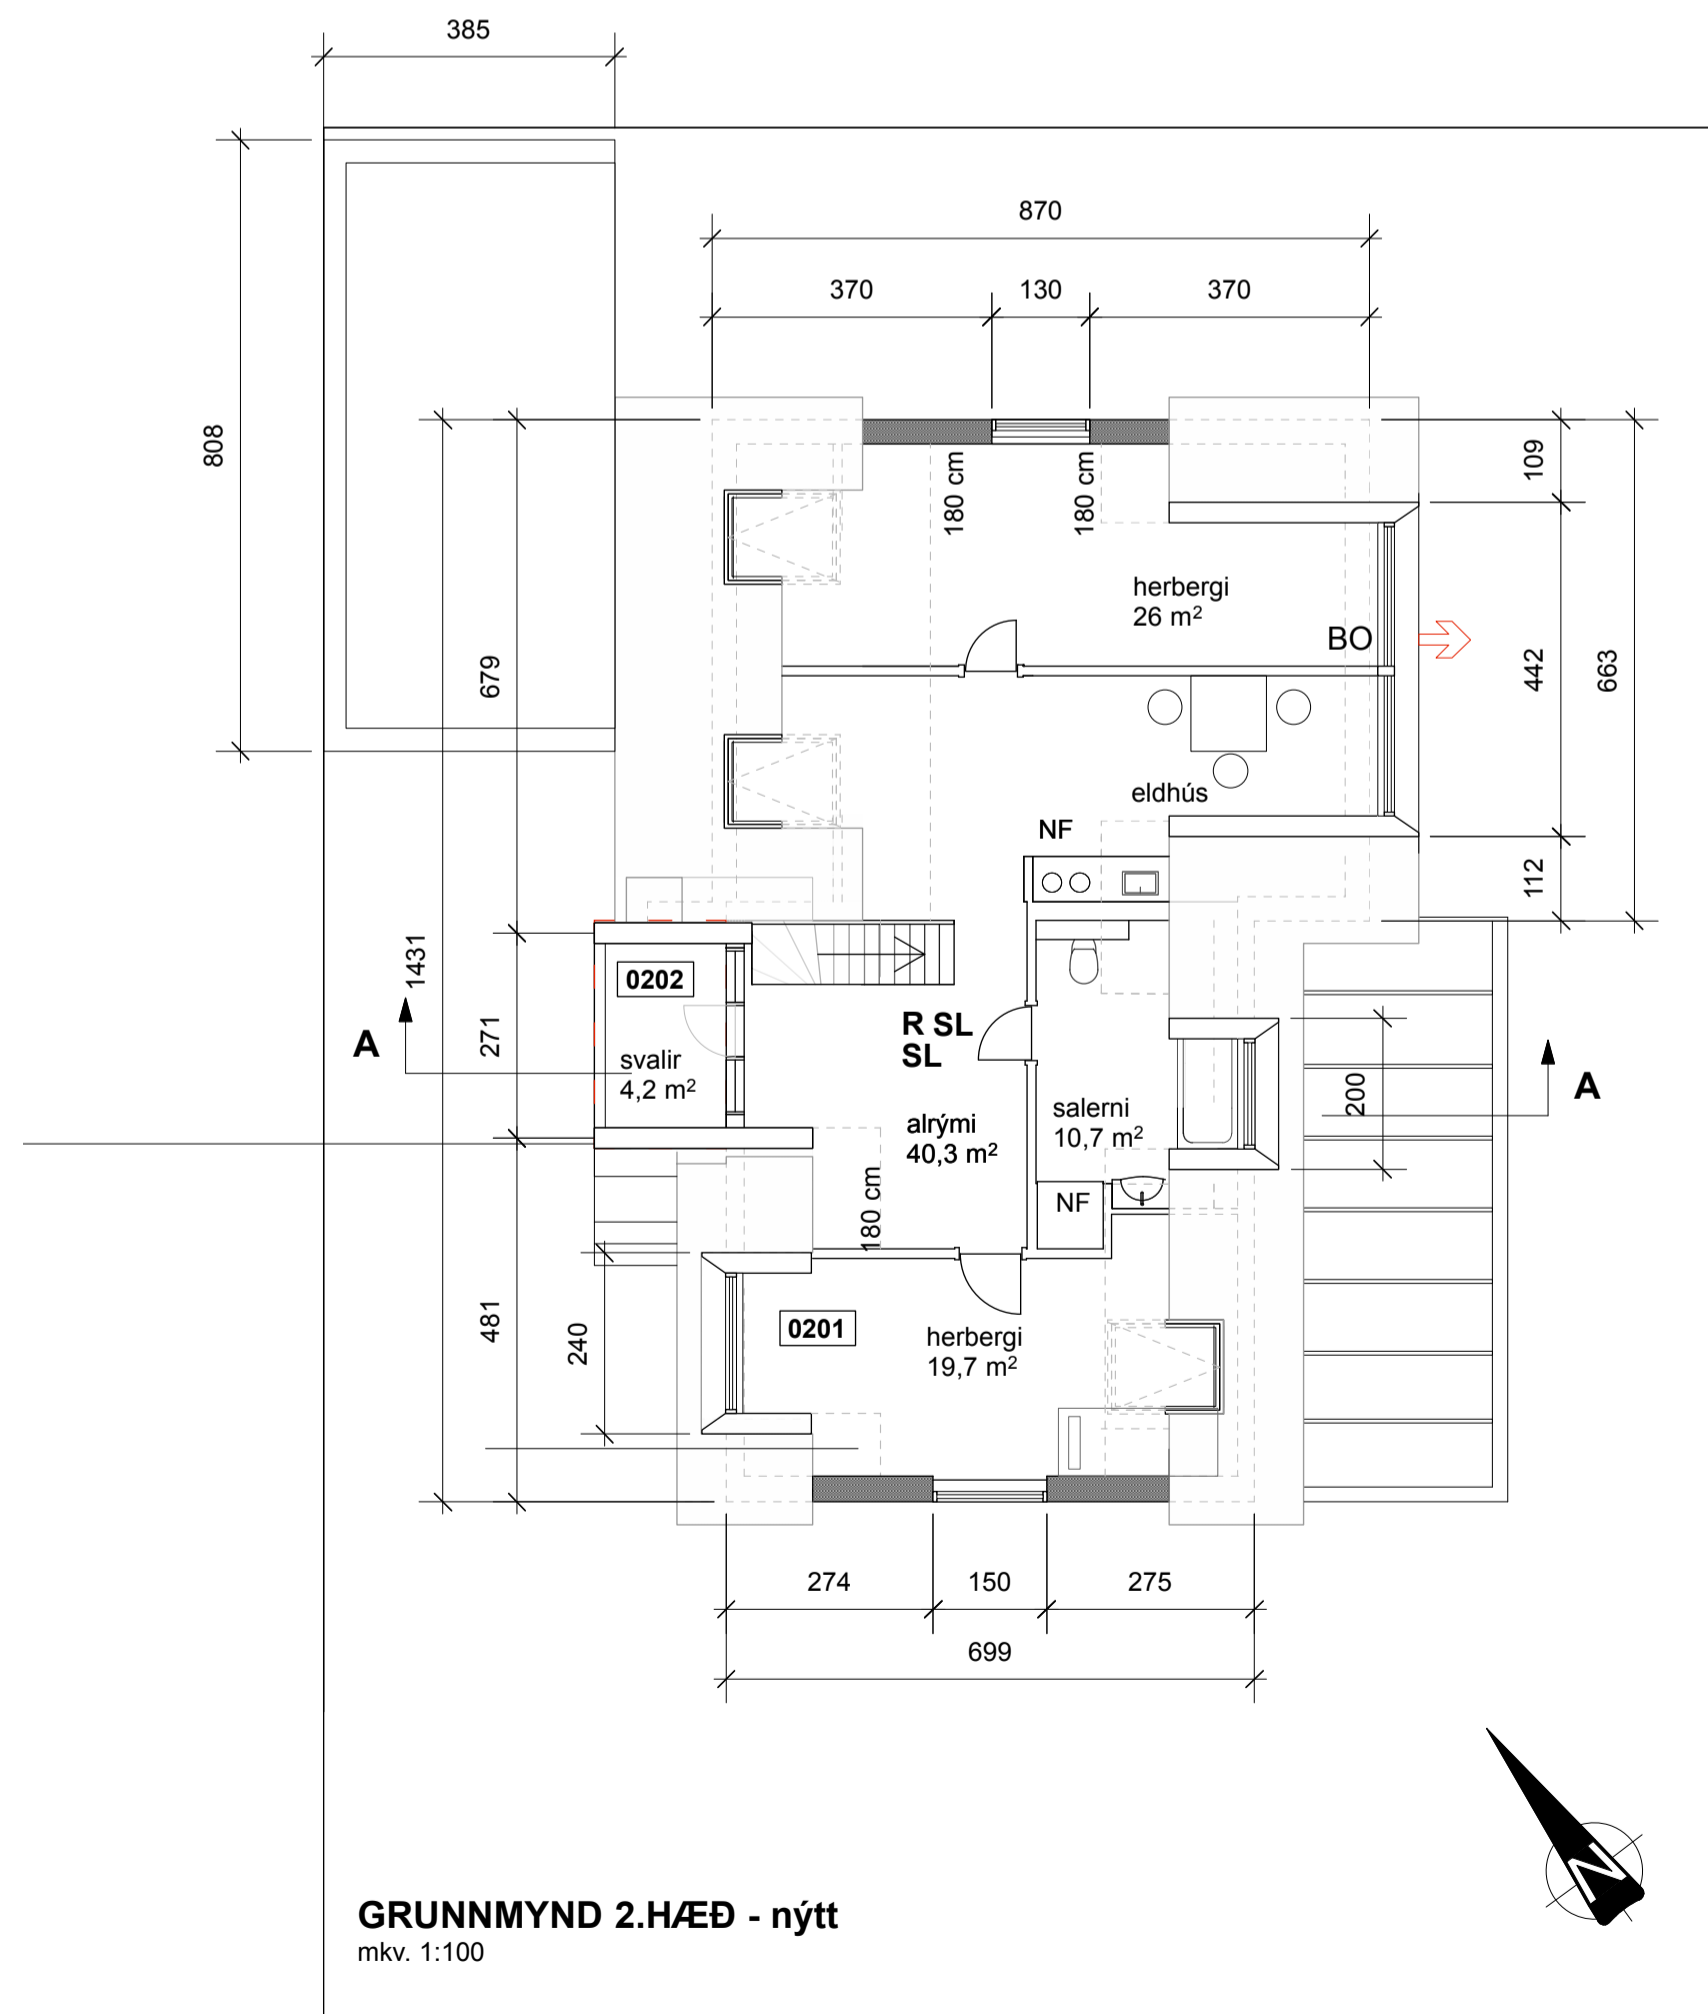 385
870
370 130 370
808
109
180 cm
180 cm
herbergi
26 m²
BO
679
442
663
eldhús
NF
112
1431
0202
271
A
svalir
4,2 m²
R SL
SL
alrými
40,3 m²
salerni
10,7 m²
200
A
180 cm
NF
481
240
0201
herbergi
19,7 m²
274 150 275
699
N
GRUNNMYND 2.HÆÐ - nýtt
mkv. 1:100